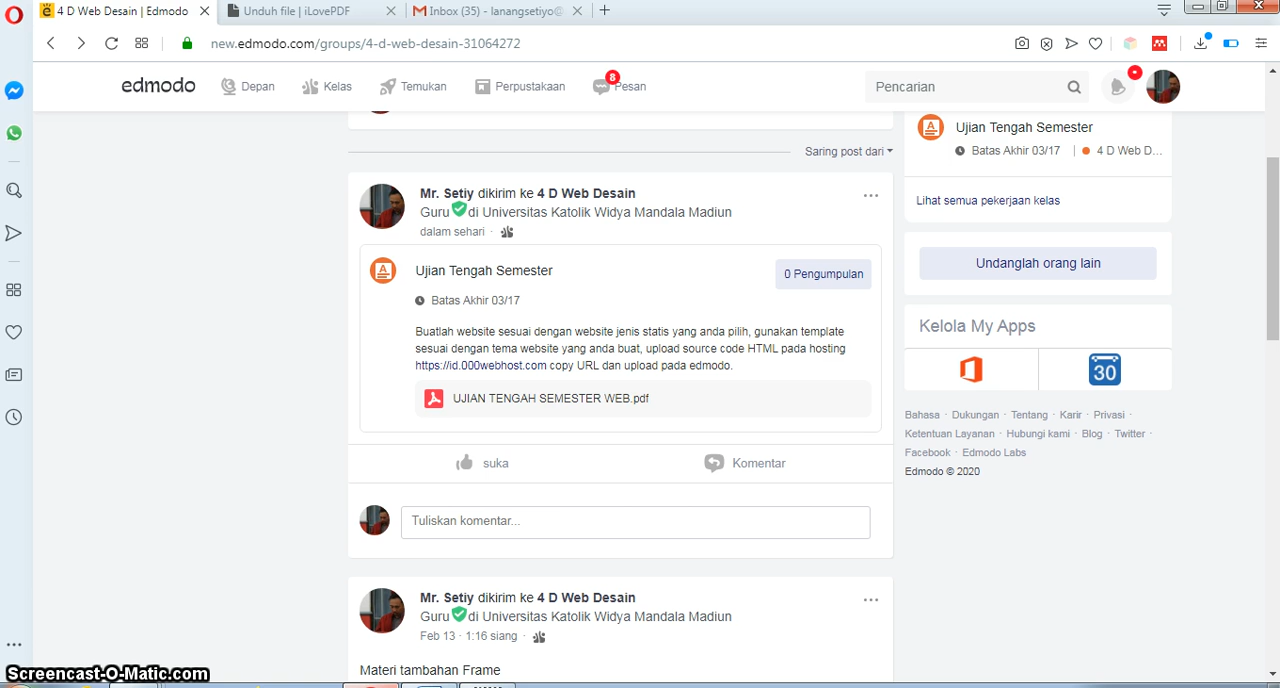 4 D Web Desain | Edmodo
Unduh file | iLovePDF
Inbox (35) - lanangsetiyo@
new.edmodo.com/groups/4-d-web-desain-31064272
edmodo
Depan
Kelas
Temukan
Perpustakaan
8
Pesan
Pencarian
Saring post dari
Mr. Setiy dikirim ke 4 D Web Desain
Guru di Universitas Katolik Widya Mandala Madiun
dalam sehari ·
Ujian Tengah Semester
0 Pengumpulan
Batas Akhir 03/17
Buatlah website sesuai dengan website jenis statis yang anda pilih, gunakan template
sesuai dengan tema website yang anda buat, upload source code HTML pada hosting
https://id.000webhost.com copy URL dan upload pada edmodo.
UJIAN TENGAH SEMESTER WEB.pdf
suka
Komentar
Tuliskan komentar...
Mr. Setiy dikirim ke 4 D Web Desain
Guru di Universitas Katolik Widya Mandala Madiun
Feb 13 · 1:16 siang ·
Materi tambahan Frame
Ujian Tengah Semester
Batas Akhir 03/17 | 4 D Web D...
Lihat semua pekerjaan kelas
Undanglah orang lain
Kelola My Apps
30
Bahasa · Dukungan · Tentang · Karir · Privasi ·
Ketentuan Layanan · Hubungi kami · Blog · Twitter ·
Facebook · Edmodo Labs
Edmodo © 2020
Screencast-O-Matic.com